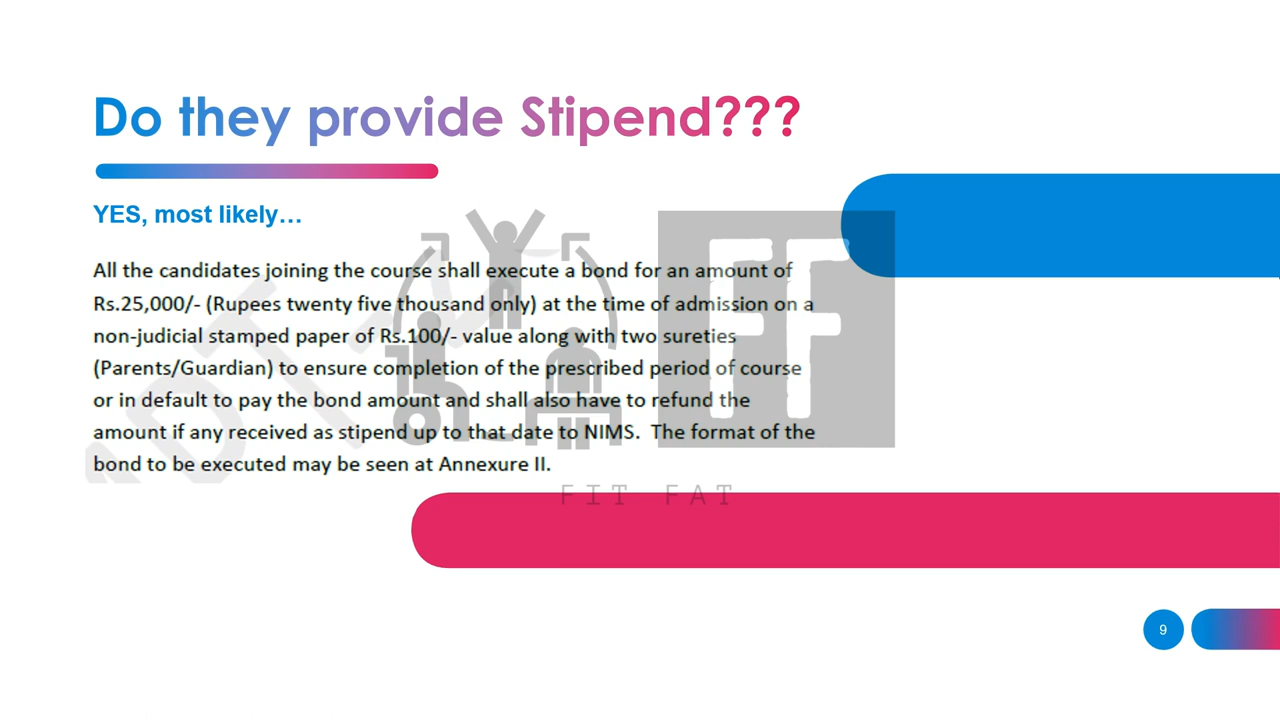 Do they provide Stipend???
YES, most likely...
All the candidates joining the course shall execute a bond for an amount of
Rs.25,000/- (Rupees twenty five thousand only) at the time of admission on a
non-judicial stamped paper of Rs.100/- value along with two sureties
(Parents/Guardian) to ensure completion of the prescribed period of course
or in default to pay the bond amount and shall also have to refund the
amount if any received as stipend up to that date to NIMS.  The format of the
bond to be executed may be seen at Annexure II.
FF
FIT FAT
9